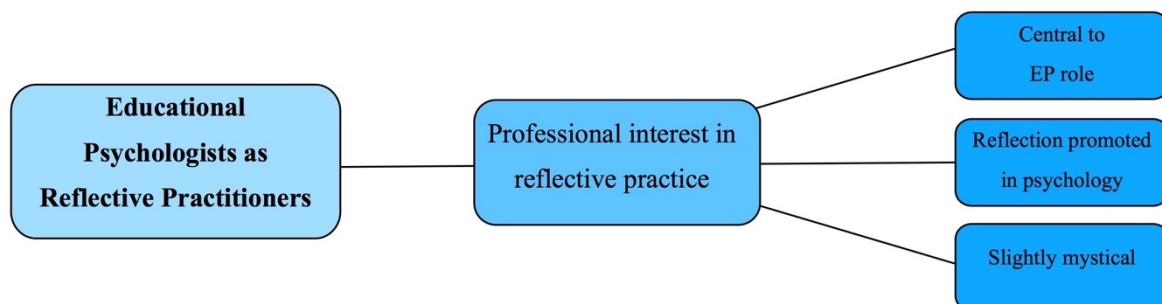 Educational
Psychologists as
Reflective Practitioners
Professional interest in
reflective practice
Central to
EP role
Reflection promoted
in psychology
Slightly mystical